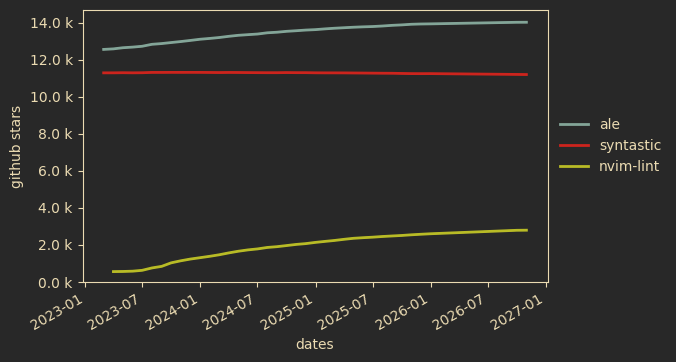 14.0 k
12.0 k
10.0 k
8.0 k
6.0 k
4.0 k
2.0 k
0.0 k
github stars
2023-01
2023-07
2024-01
2024-07
2025-01
2025-07
2026-01
2026-07
2027-01
dates
ale
syntastic
nvim-lint